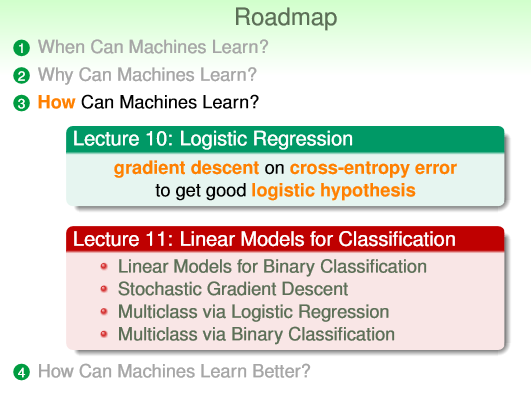 Roadmap
1 When Can Machines Learn?
2 Why Can Machines Learn?
3 How Can Machines Learn?
Lecture 10: Logistic Regression
gradient descent on cross-entropy error
to get good logistic hypothesis
Lecture 11: Linear Models for Classification
Linear Models for Binary Classification
Stochastic Gradient Descent
Multiclass via Logistic Regression
Multiclass via Binary Classification
4 How Can Machines Learn Better?